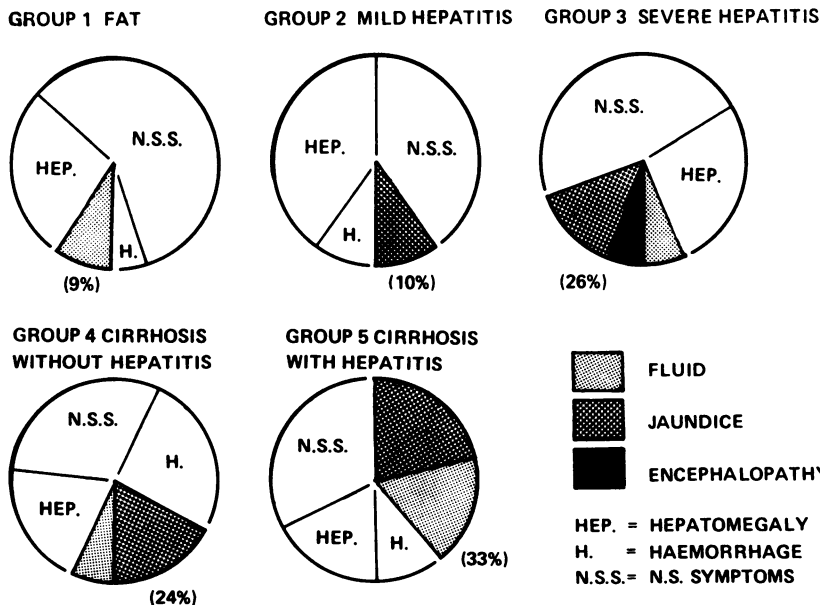 GROUP 1 FAT
GROUP 2 MILD HEPATITIS
GROUP 3 SEVERE HEPATITIS
N.S.S.
HEP.
H.
(9%)
HEP.
N.S.S.
H.
(10%)
N.S.S.
HEP.
(26%)
GROUP 4 CIRRHOSIS
WITHOUT HEPATITIS
N.S.S.
H.
HEP.
(24%)
GROUP 5 CIRRHOSIS
WITH HEPATITIS
N.S.S.
HEP.
H.
(33%)
FLUID
JAUNDICE
ENCEPHALOPATHY
HEP. = HEPATOMEGALY
H. = HAEMORRHAGE
N.S.S.= N.S. SYMPTOMS